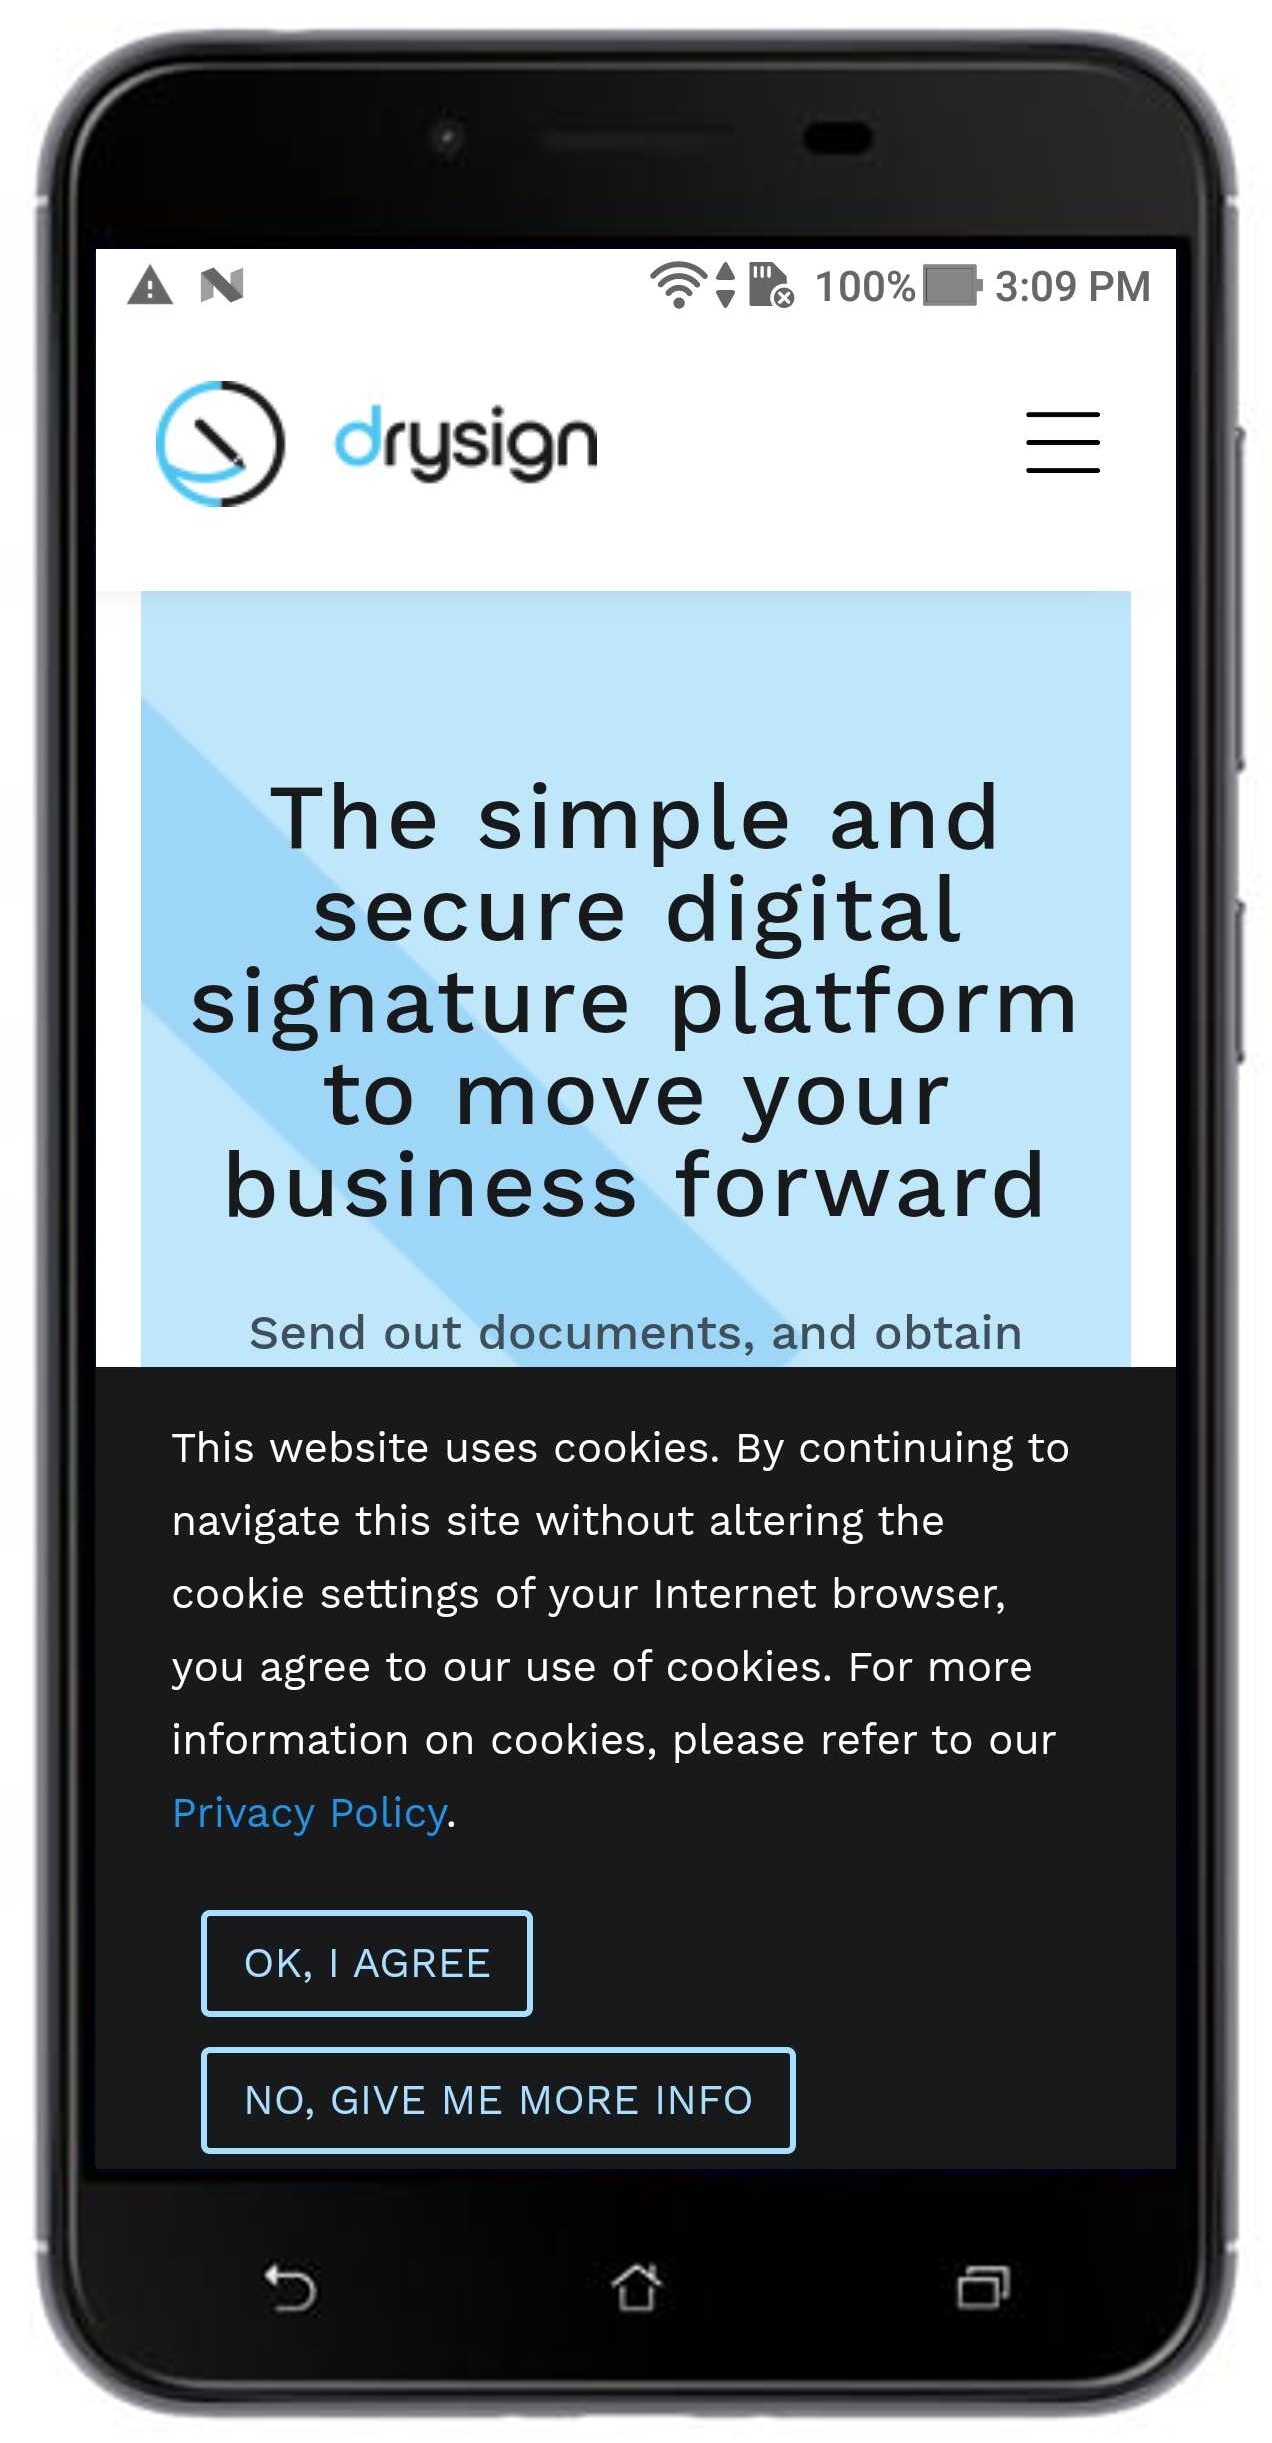 100% 3:09 PM
drysign
The simple and
secure digital
signature platform
to move your
business forward
Send out documents, and obtain
This website uses cookies. By continuing to
navigate this site without altering the
cookie settings of your Internet browser,
you agree to our use of cookies. For more
information on cookies, please refer to our
Privacy Policy.
OK, I AGREE
NO, GIVE ME MORE INFO